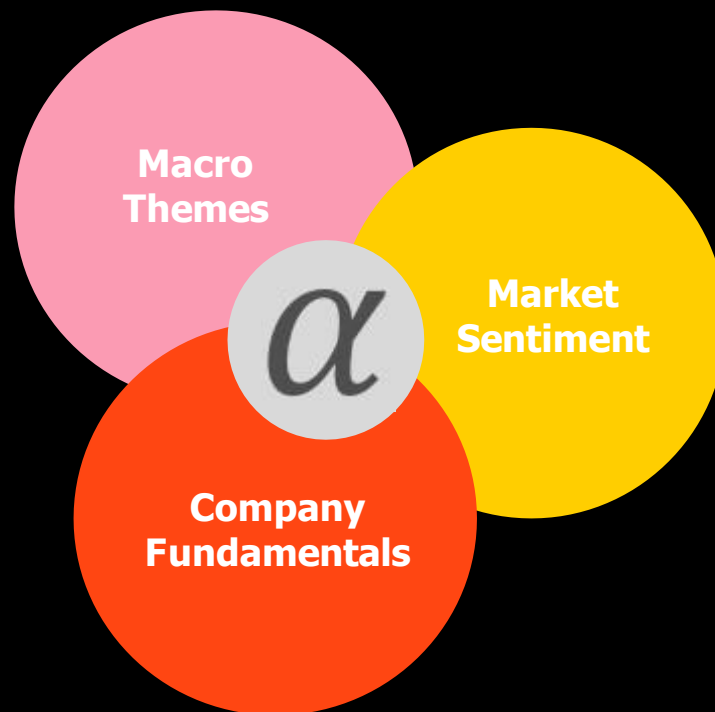 Macro
Themes
Market
Sentiment
α
Company
Fundamentals